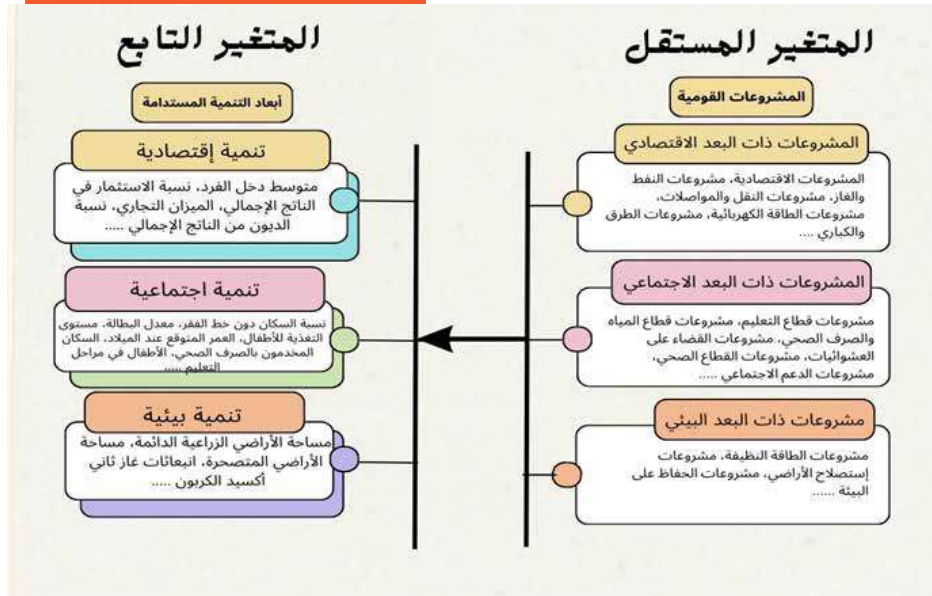 المتغير المستقل
المشروعات القومية
المشروعات ذات البعد الاقتصادي
المشروعات الاقتصادية، مشروعات النفط
والغاز، مشروعات النقل والمواصلات،
مشروعات الطاقة الكهربائية، مشروعات الطرق
والكباري ....
المشروعات ذات البعد الاجتماعي
مشروعات قطاع التعليم، مشروعات قطاع المياه
والصرف الصحي، مشروعات القضاء على
العشوائيات، مشروعات القطاع الصحي،
مشروعات الدعم الاجتماعي .....
مشروعات ذات البعد البيئي
مشروعات الطاقة النظيفة، مشروعات
إستصلاح الأراضي، مشروعات الحفاظ على
البيئة ......
المتغير التابع
أبعاد التنمية المستدامة
تنمية إقتصادية
متوسط دخل الفرد، نسبة الاستثمار في
الناتج الإجمالي، الميزان التجاري، نسبة
الديون من الناتج الإجمالي .....
تنمية اجتماعية
نسبة السكان دون خط الفقر، معدل البطالة، مستوى
التغذية للأطفال، العمر المتوقع عند الميلاد، السكان
المخدمون بالصرف الصحي، الأطفال في مراحل
التعليم .....
تنمية بيئية
مساحة الأراضي الزراعية الدائمة، مساحة
الأراضي المتصحرة، انبعاثات غاز ثاني
أكسيد الكربون .....